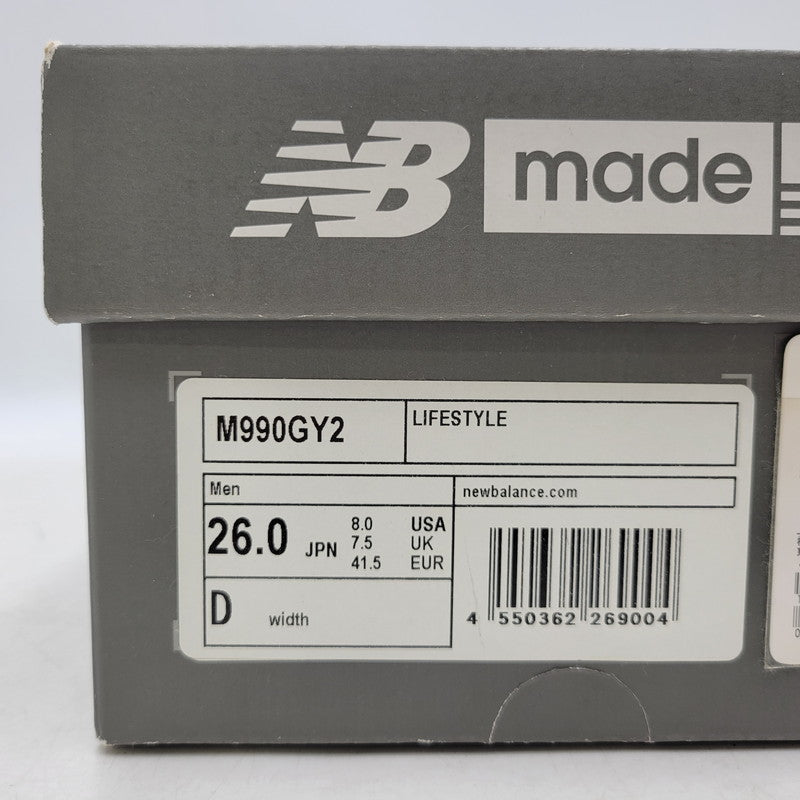 NB made
M990GY2 LIFESTYLE
Men newbalance.com
26.0 JPN 8.0 USA
7.5 UK
41.5 EUR
D width
4 550362 269004